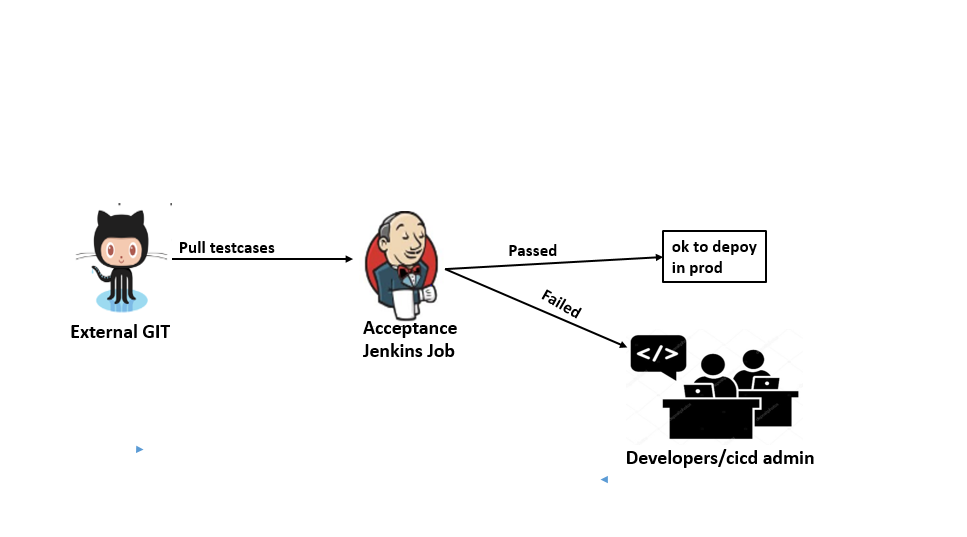 Pull testcases
External GIT
Acceptance
Jenkins Job
Passed
Failed
ok to depoy
in prod
</>
Developers/cicd admin